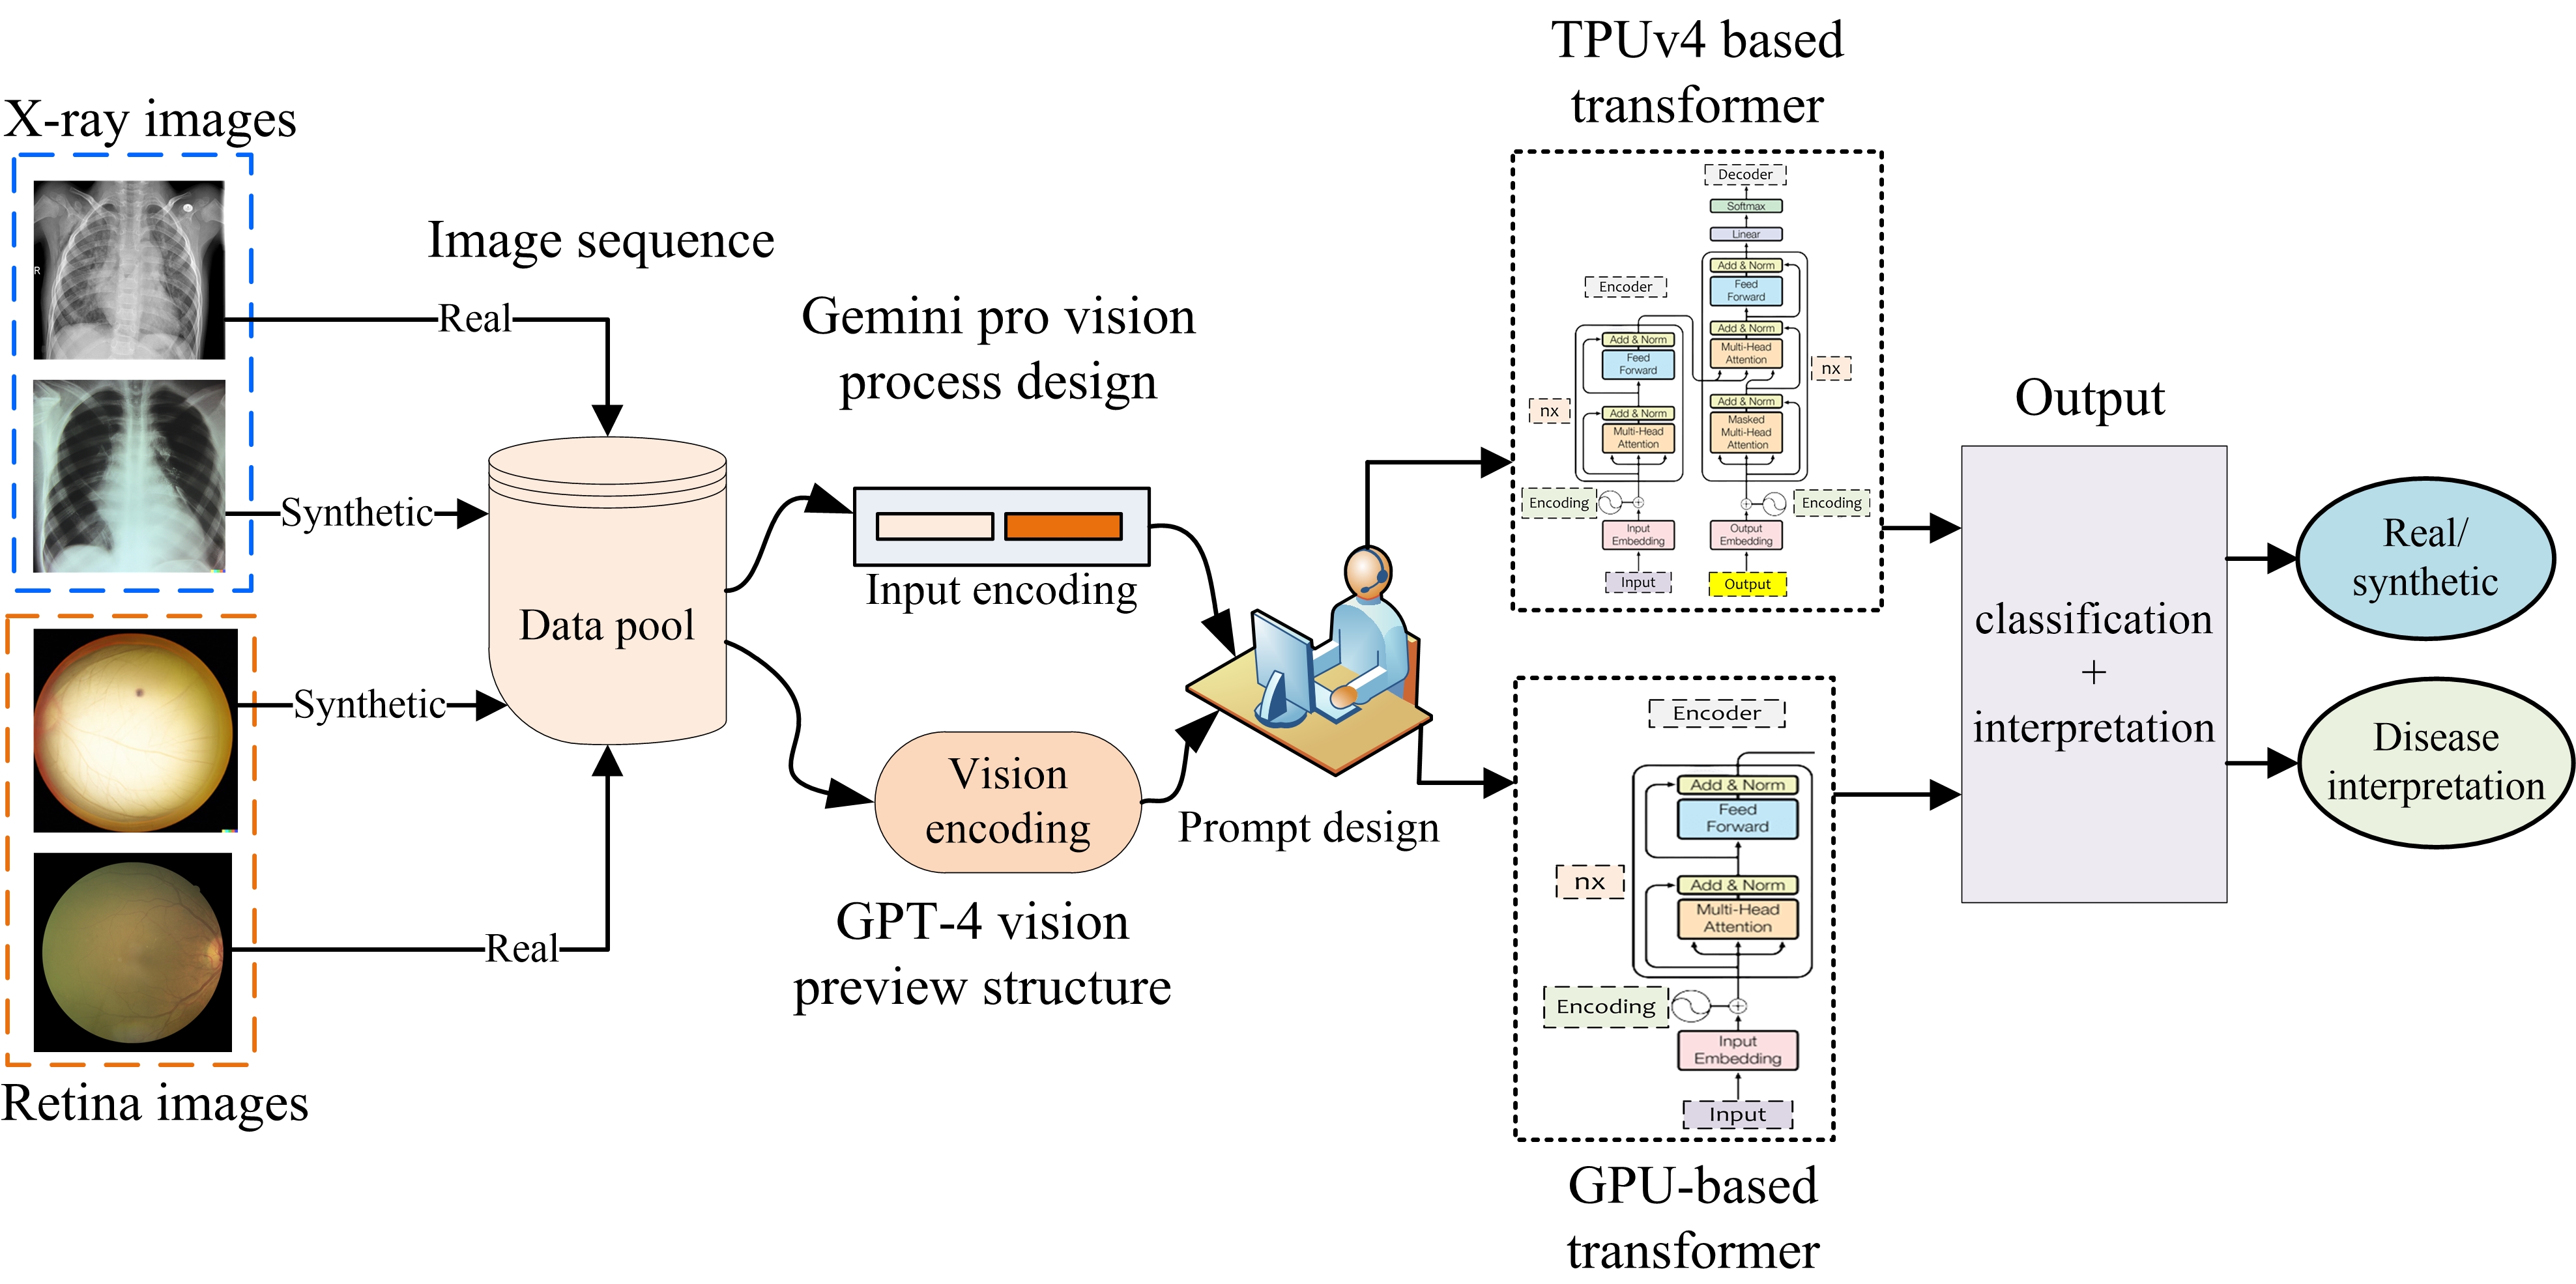 X-ray images
R
Real
Synthetic
Synthetic
Real
Retina images
Image sequence
Data pool
Gemini pro vision
process design
Input encoding
Vision
encoding
GPT-4 vision
preview structure
Prompt design
TPUv4 based
transformer
Decoder
Softmax
Linear
Add & Norm
Feed
Forward
Add & Norm
Multi-Head
Attention
nx
Add & Norm
Masked
Multi-Head
Attention
Encoding
Output
Embedding
Output
Encoder
Add & Norm
Feed
Forward
nx
Add & Norm
Multi-Head
Attention
Encoding
Input
Embedding
Input
Encoder
Add & Norm
Feed
Forward
nx
Add & Norm
Multi-Head
Attention
Encoding
Input
Embedding
Input
GPU-based
transformer
Output
classification
+
interpretation
Real/
synthetic
Disease
interpretation